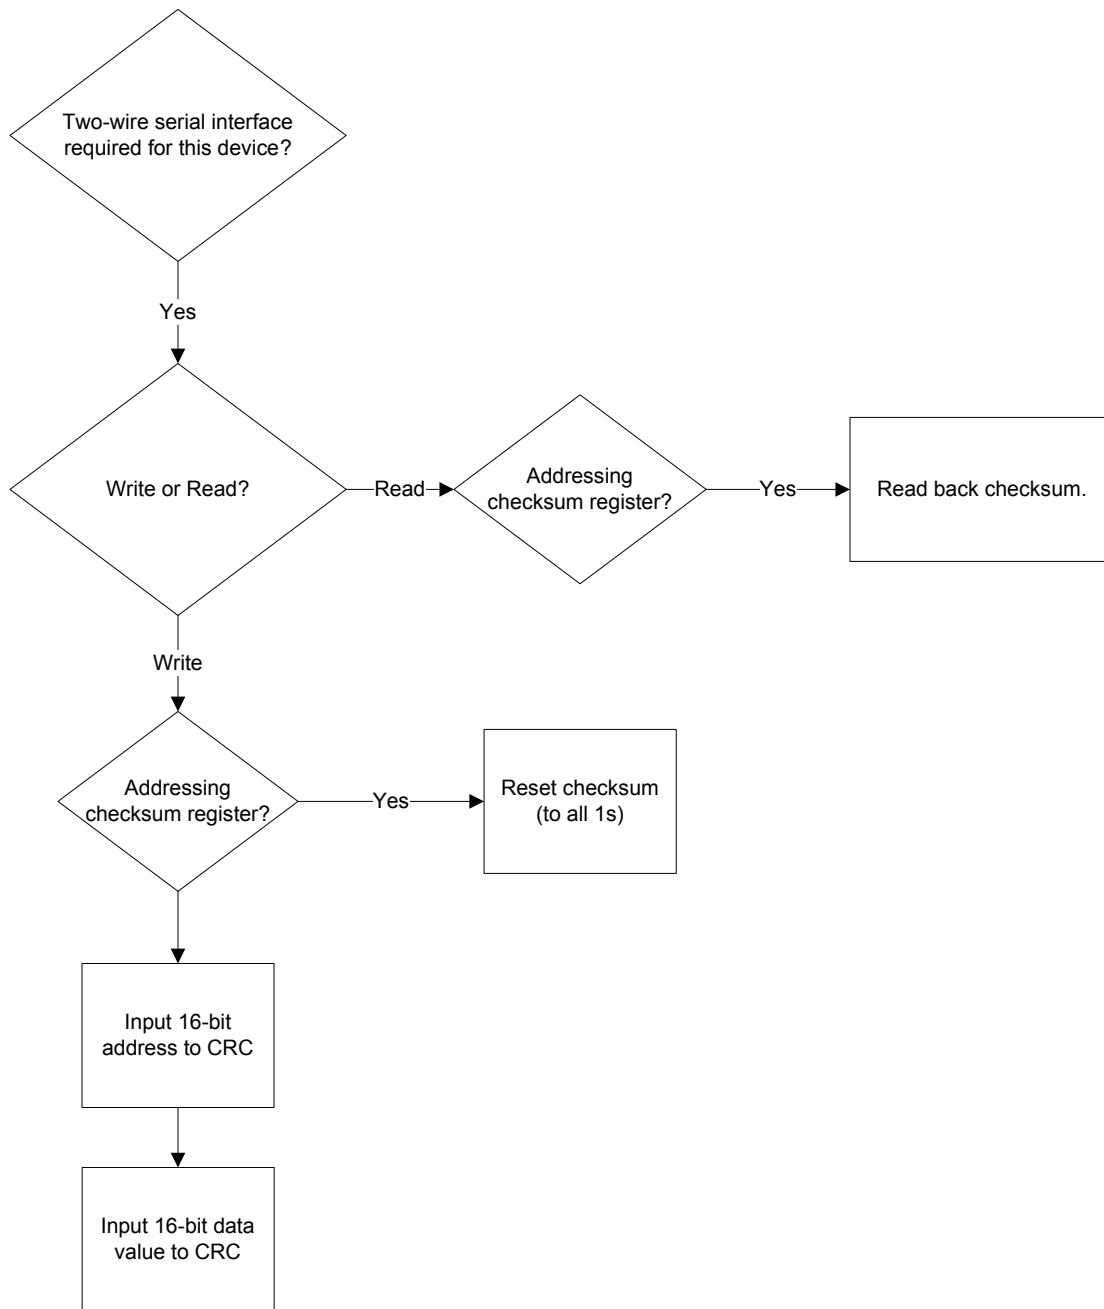 Two-wire serial interface
required for this device?
Yes
Write or Read?
Read
Addressing
checksum register?
Yes
Read back checksum.
Write
Addressing
checksum register?
Yes
Reset checksum
(to all 1s)
Input 16-bit
address to CRC
Input 16-bit data
value to CRC